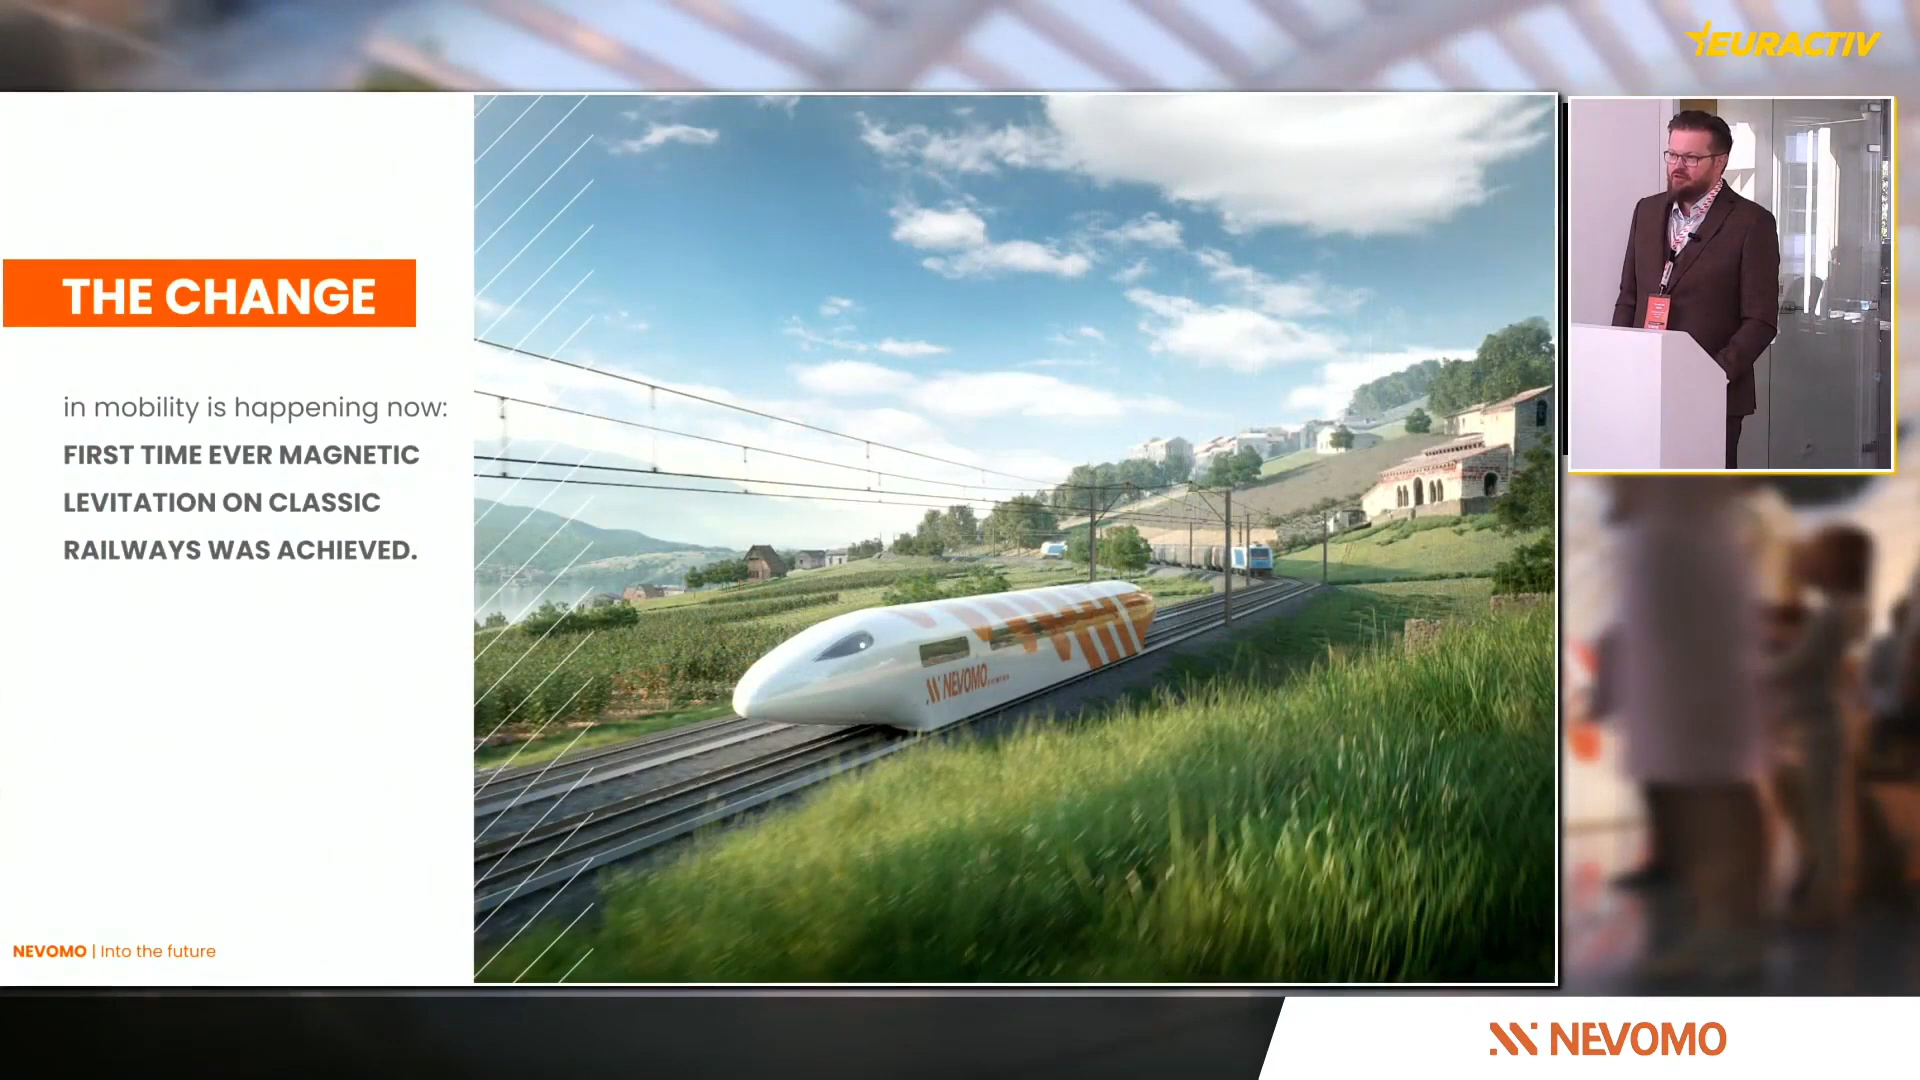 EURACTIV
THE CHANGE
in mobility is happening now:
FIRST TIME EVER MAGNETIC
LEVITATION ON CLASSIC
RAILWAYS WAS ACHIEVED.
NEVOMO
NEVOMO | Into the future
NEVOMO